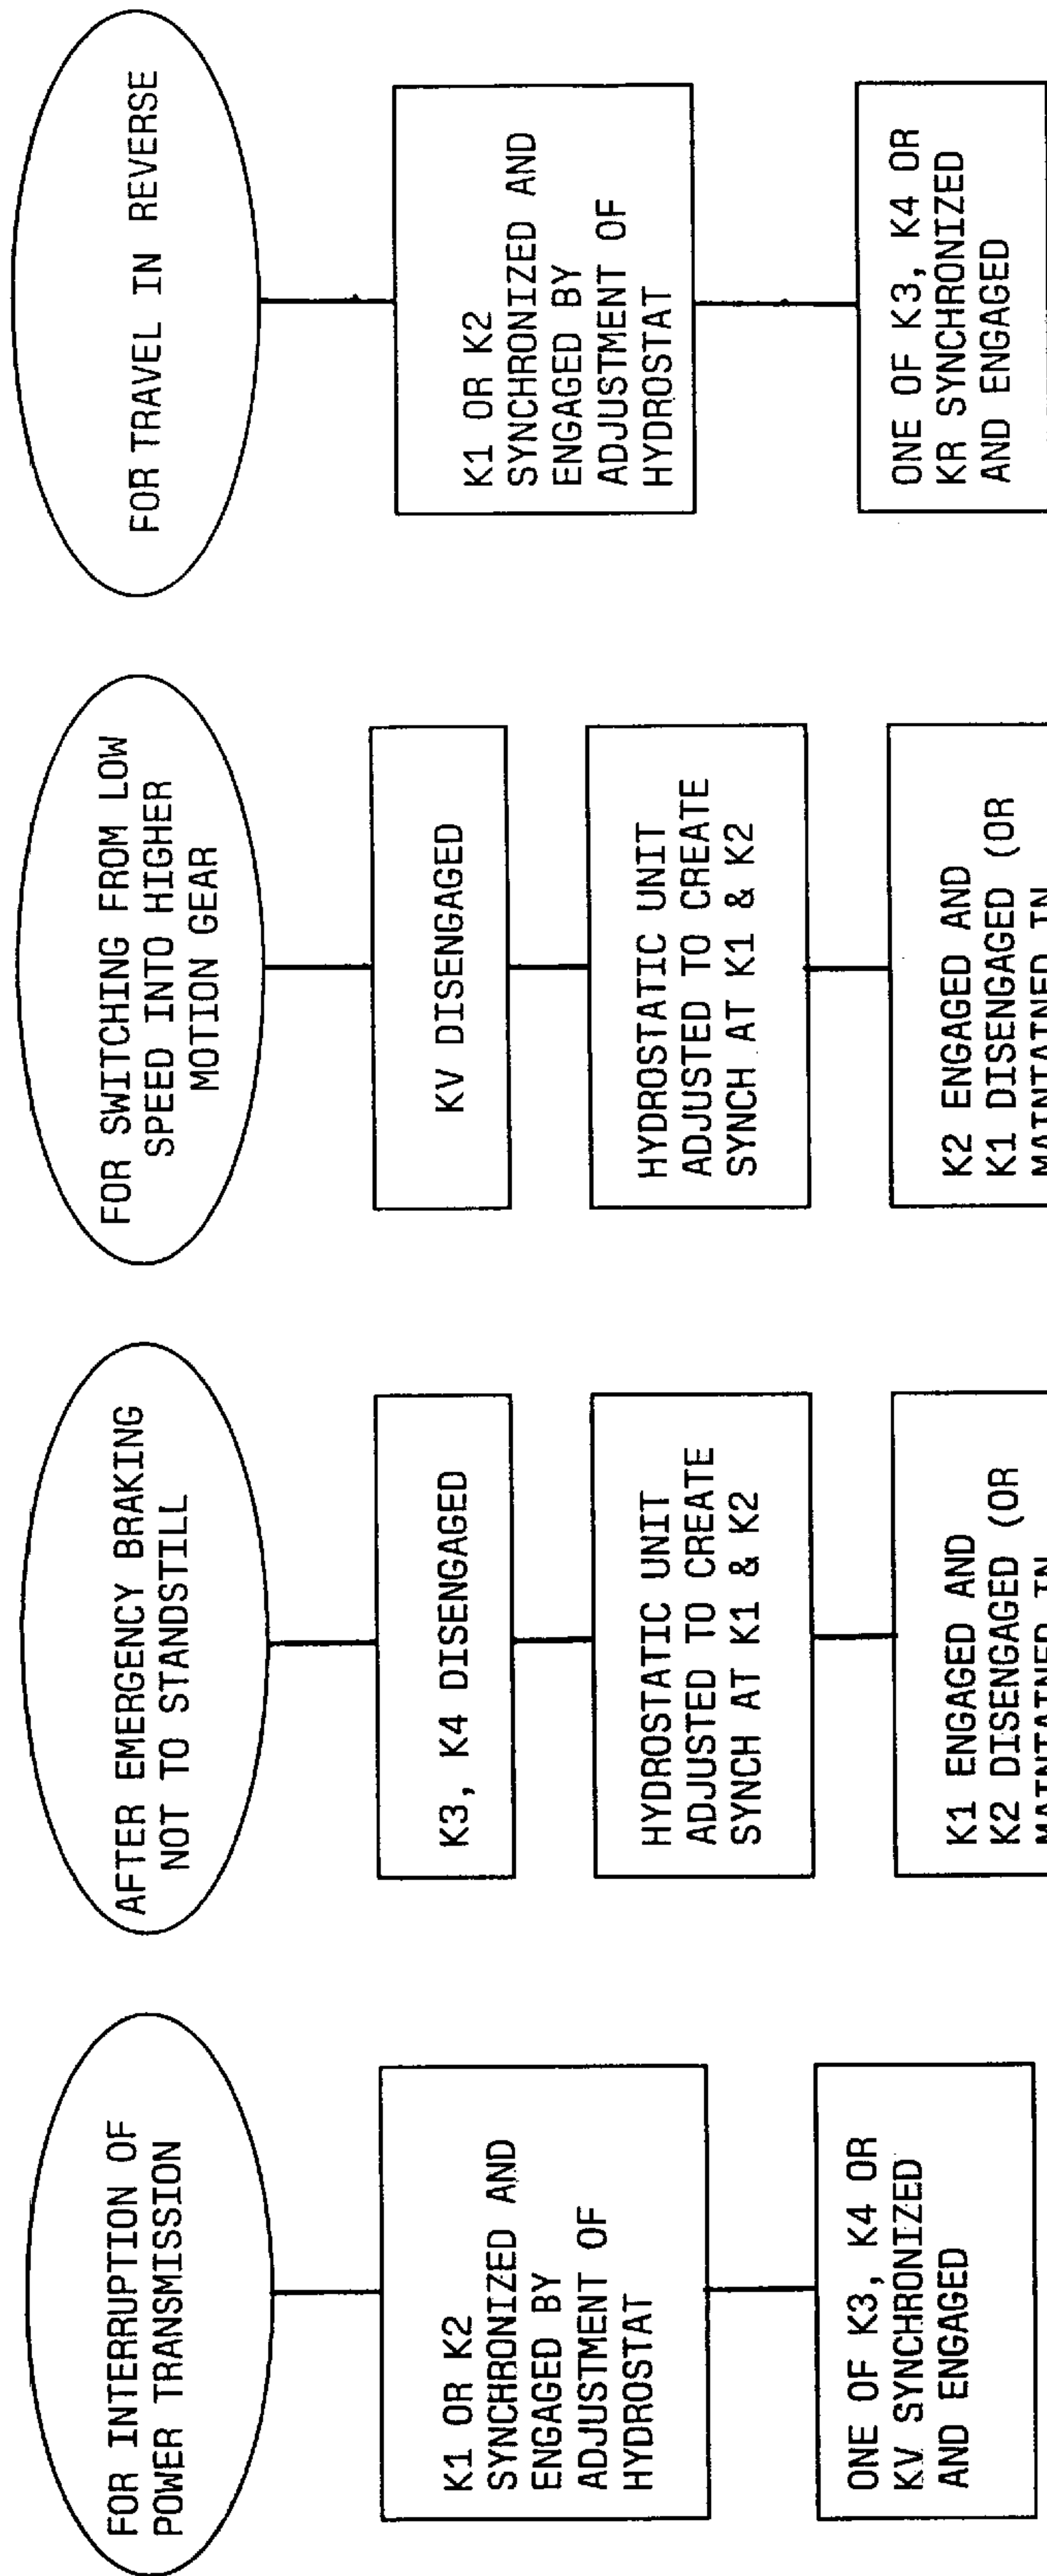 FOR INTERRUPTION OF
POWER TRANSMISSION
K1 OR K2
SYNCHRONIZED AND
ENGAGED BY
ADJUSTMENT OF
HYDROSTAT
ONE OF K3, K4 OR
KV SYNCHRONIZED
AND ENGAGED
AFTER EMERGENCY BRAKING
NOT TO STANDSTILL
K3, K4 DISENGAGED
HYDROSTATIC UNIT
ADJUSTED TO CREATE
SYNCH AT K1 & K2
K1 ENGAGED AND
K2 DISENGAGED (OR
MAINTAINED IN
FOR SWITCHING FROM LOW
SPEED INTO HIGHER
MOTION GEAR
KV DISENGAGED
HYDROSTATIC UNIT
ADJUSTED TO CREATE
SYNCH AT K1 & K2
K2 ENGAGED AND
K1 DISENGAGED (OR
MAINTAINED IN
FOR TRAVEL IN REVERSE
K1 OR K2
SYNCHRONIZED AND
ENGAGED BY
ADJUSTMENT OF
HYDROSTAT
ONE OF K3, K4 OR
KR SYNCHRONIZED
AND ENGAGED